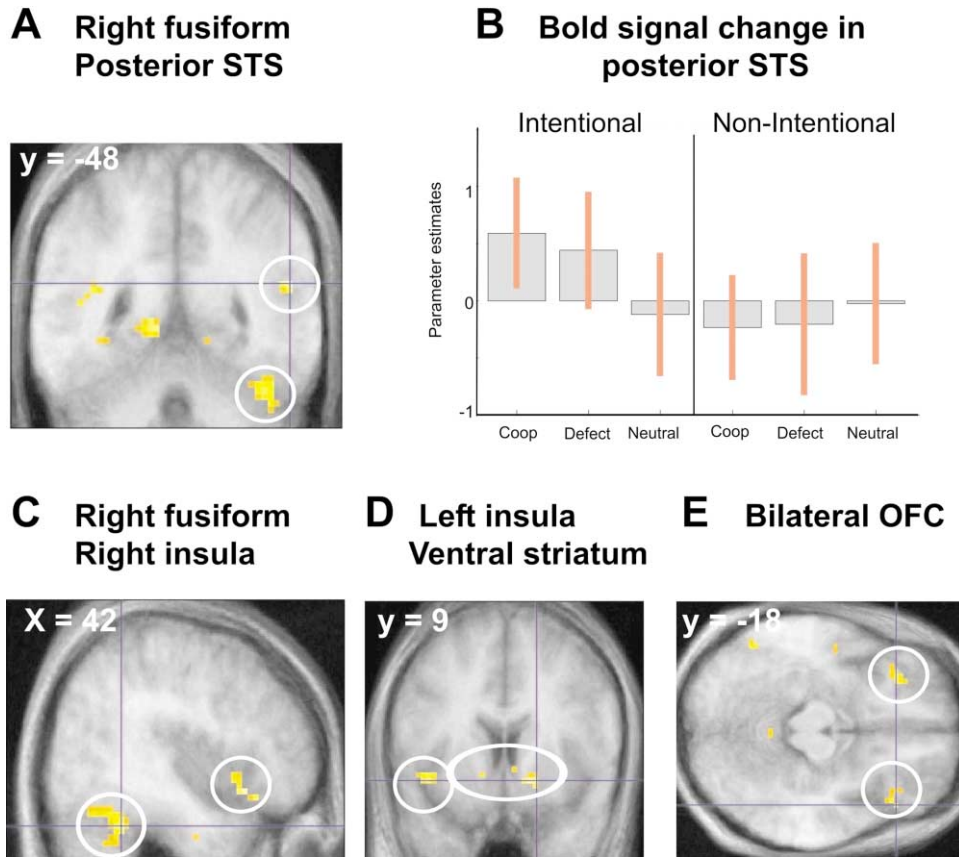 A Right fusiform
Posterior STS
y = -48
B Bold signal change in
posterior STS
Intentional Non-Intentional
Parameter estimates
1
0
-1
Coop Defect Neutral Coop Defect Neutral
C Right fusiform
Right insula
X = 42
D Left insula
Ventral striatum
y = 9
E Bilateral OFC
y = -18